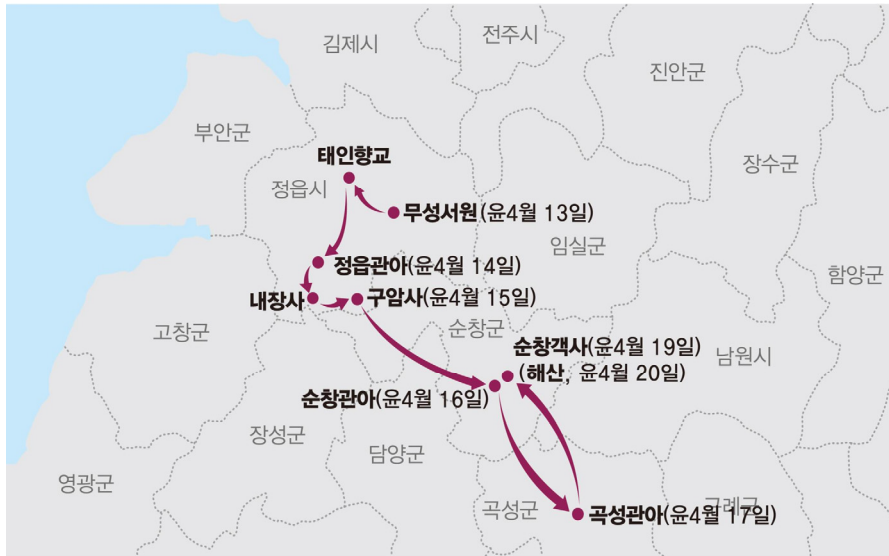 김제시
전주시
진안군
부안군
태인향교
장수군
정읍시
무성서원(윤4월 13일)
임실군
정읍관아(윤4월 14일)
함양군
내장사
구암사(윤4월 15일)
고창군
순창군
순창객사(윤4월 19일)
남원시
(해산, 윤4월 20일)
순창관아(윤4월 16일)
장성군
담양군
영광군
곡성군
구례군
곡성관아(윤4월 17일)